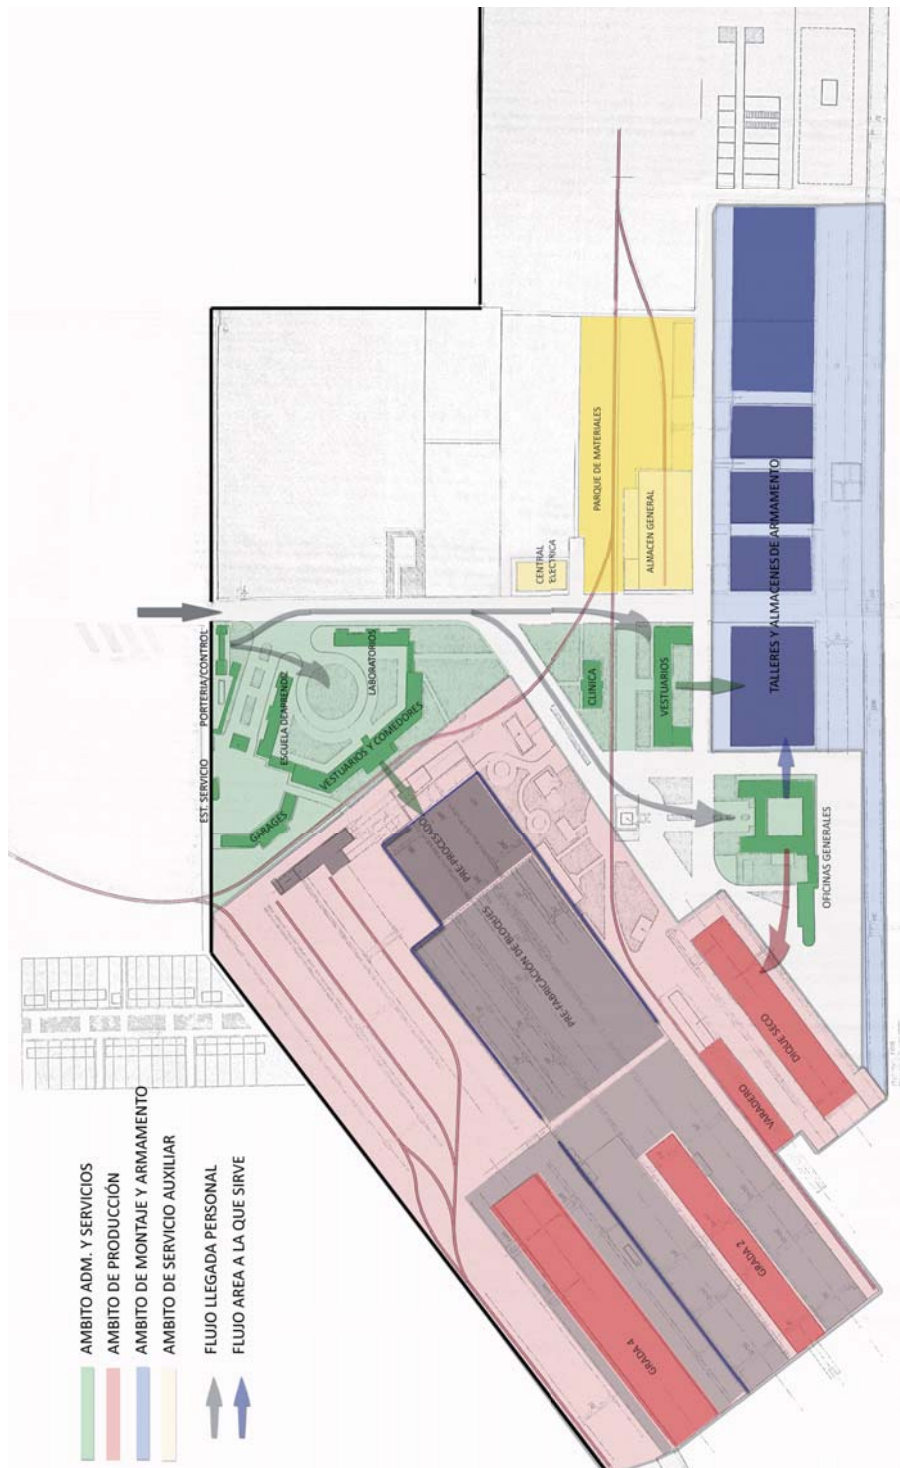 PARQUE DE MATERIALES
ALMACEN GENERAL
CENTRAL
ELECTRICA
TALLERES Y ALMACENES DE ARMAMENTO
EST. SERVICIO
PORTERIA/CONTROL
ESCUELA DEAPRENDIZ
LABORATORIOS
VESTUARIOS Y COMEDORES
GARAGES
CLINICA
VESTUARIOS
OFICINAS GENERALES
PRE-PROCESADO
PRE-FABRICACIÓN DE BLOQUES
DIQUE SECO
VARADERO
GRADA 2
GRADA 4
AMBITO ADM. Y SERVICIOS
AMBITO DE PRODUCCIÓN
AMBITO DE MONTAJE Y ARMAMENTO
AMBITO DE SERVICIO AUXILIAR
FLUJO LLEGADA PERSONAL
FLUJO AREA A LA QUE SIRVE